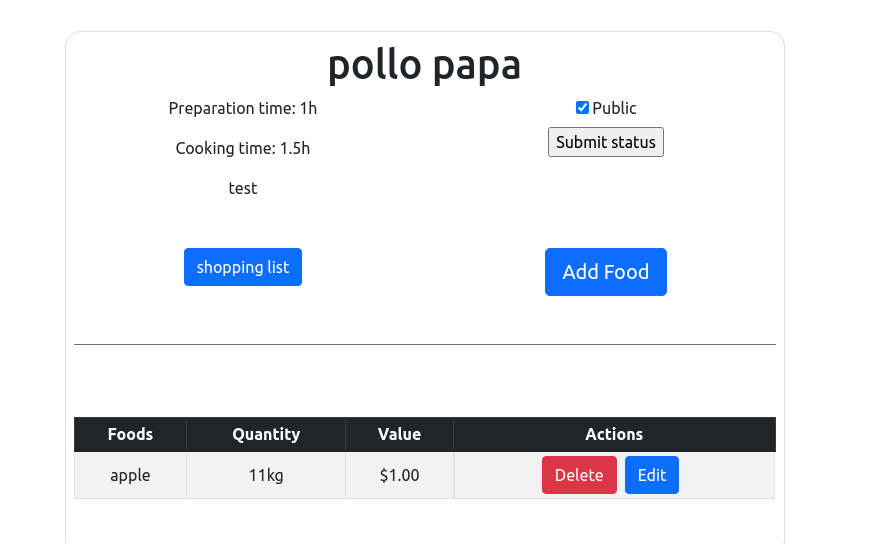 pollo papa
Preparation time: 1h
Public
Cooking time: 1.5h
Submit status
test
shopping list
Add Food
Foods Quantity Value Actions
apple 11kg $1.00 Delete Edit